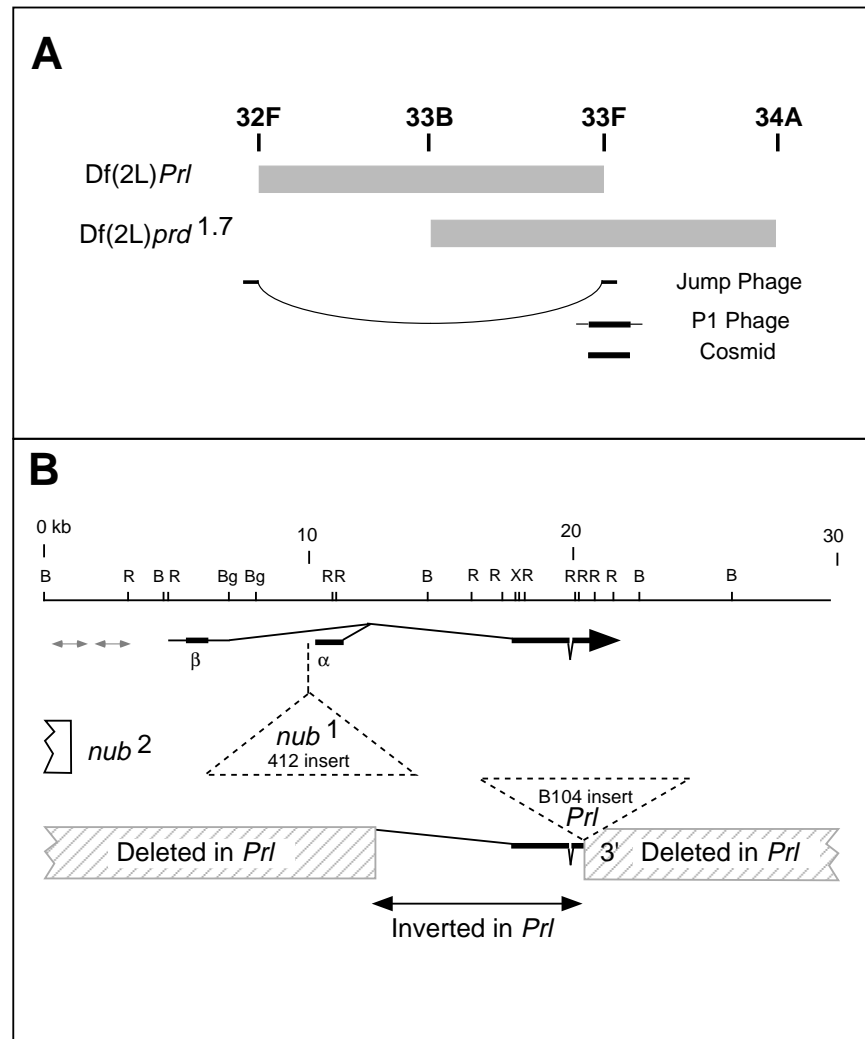 A
32F 33B 33F 34A
Df(2L)Prl
Df(2L)prd 1.7
Jump Phage
P1 Phage
Cosmid
B
0 kb 10 20 30
B R B R Bg Bg RR B R R XR RRR R B B
β α
nub 1
412 insert
nub 2
B104 insert
Prl
Deleted in Prl 3' Deleted in Prl
Inverted in Prl